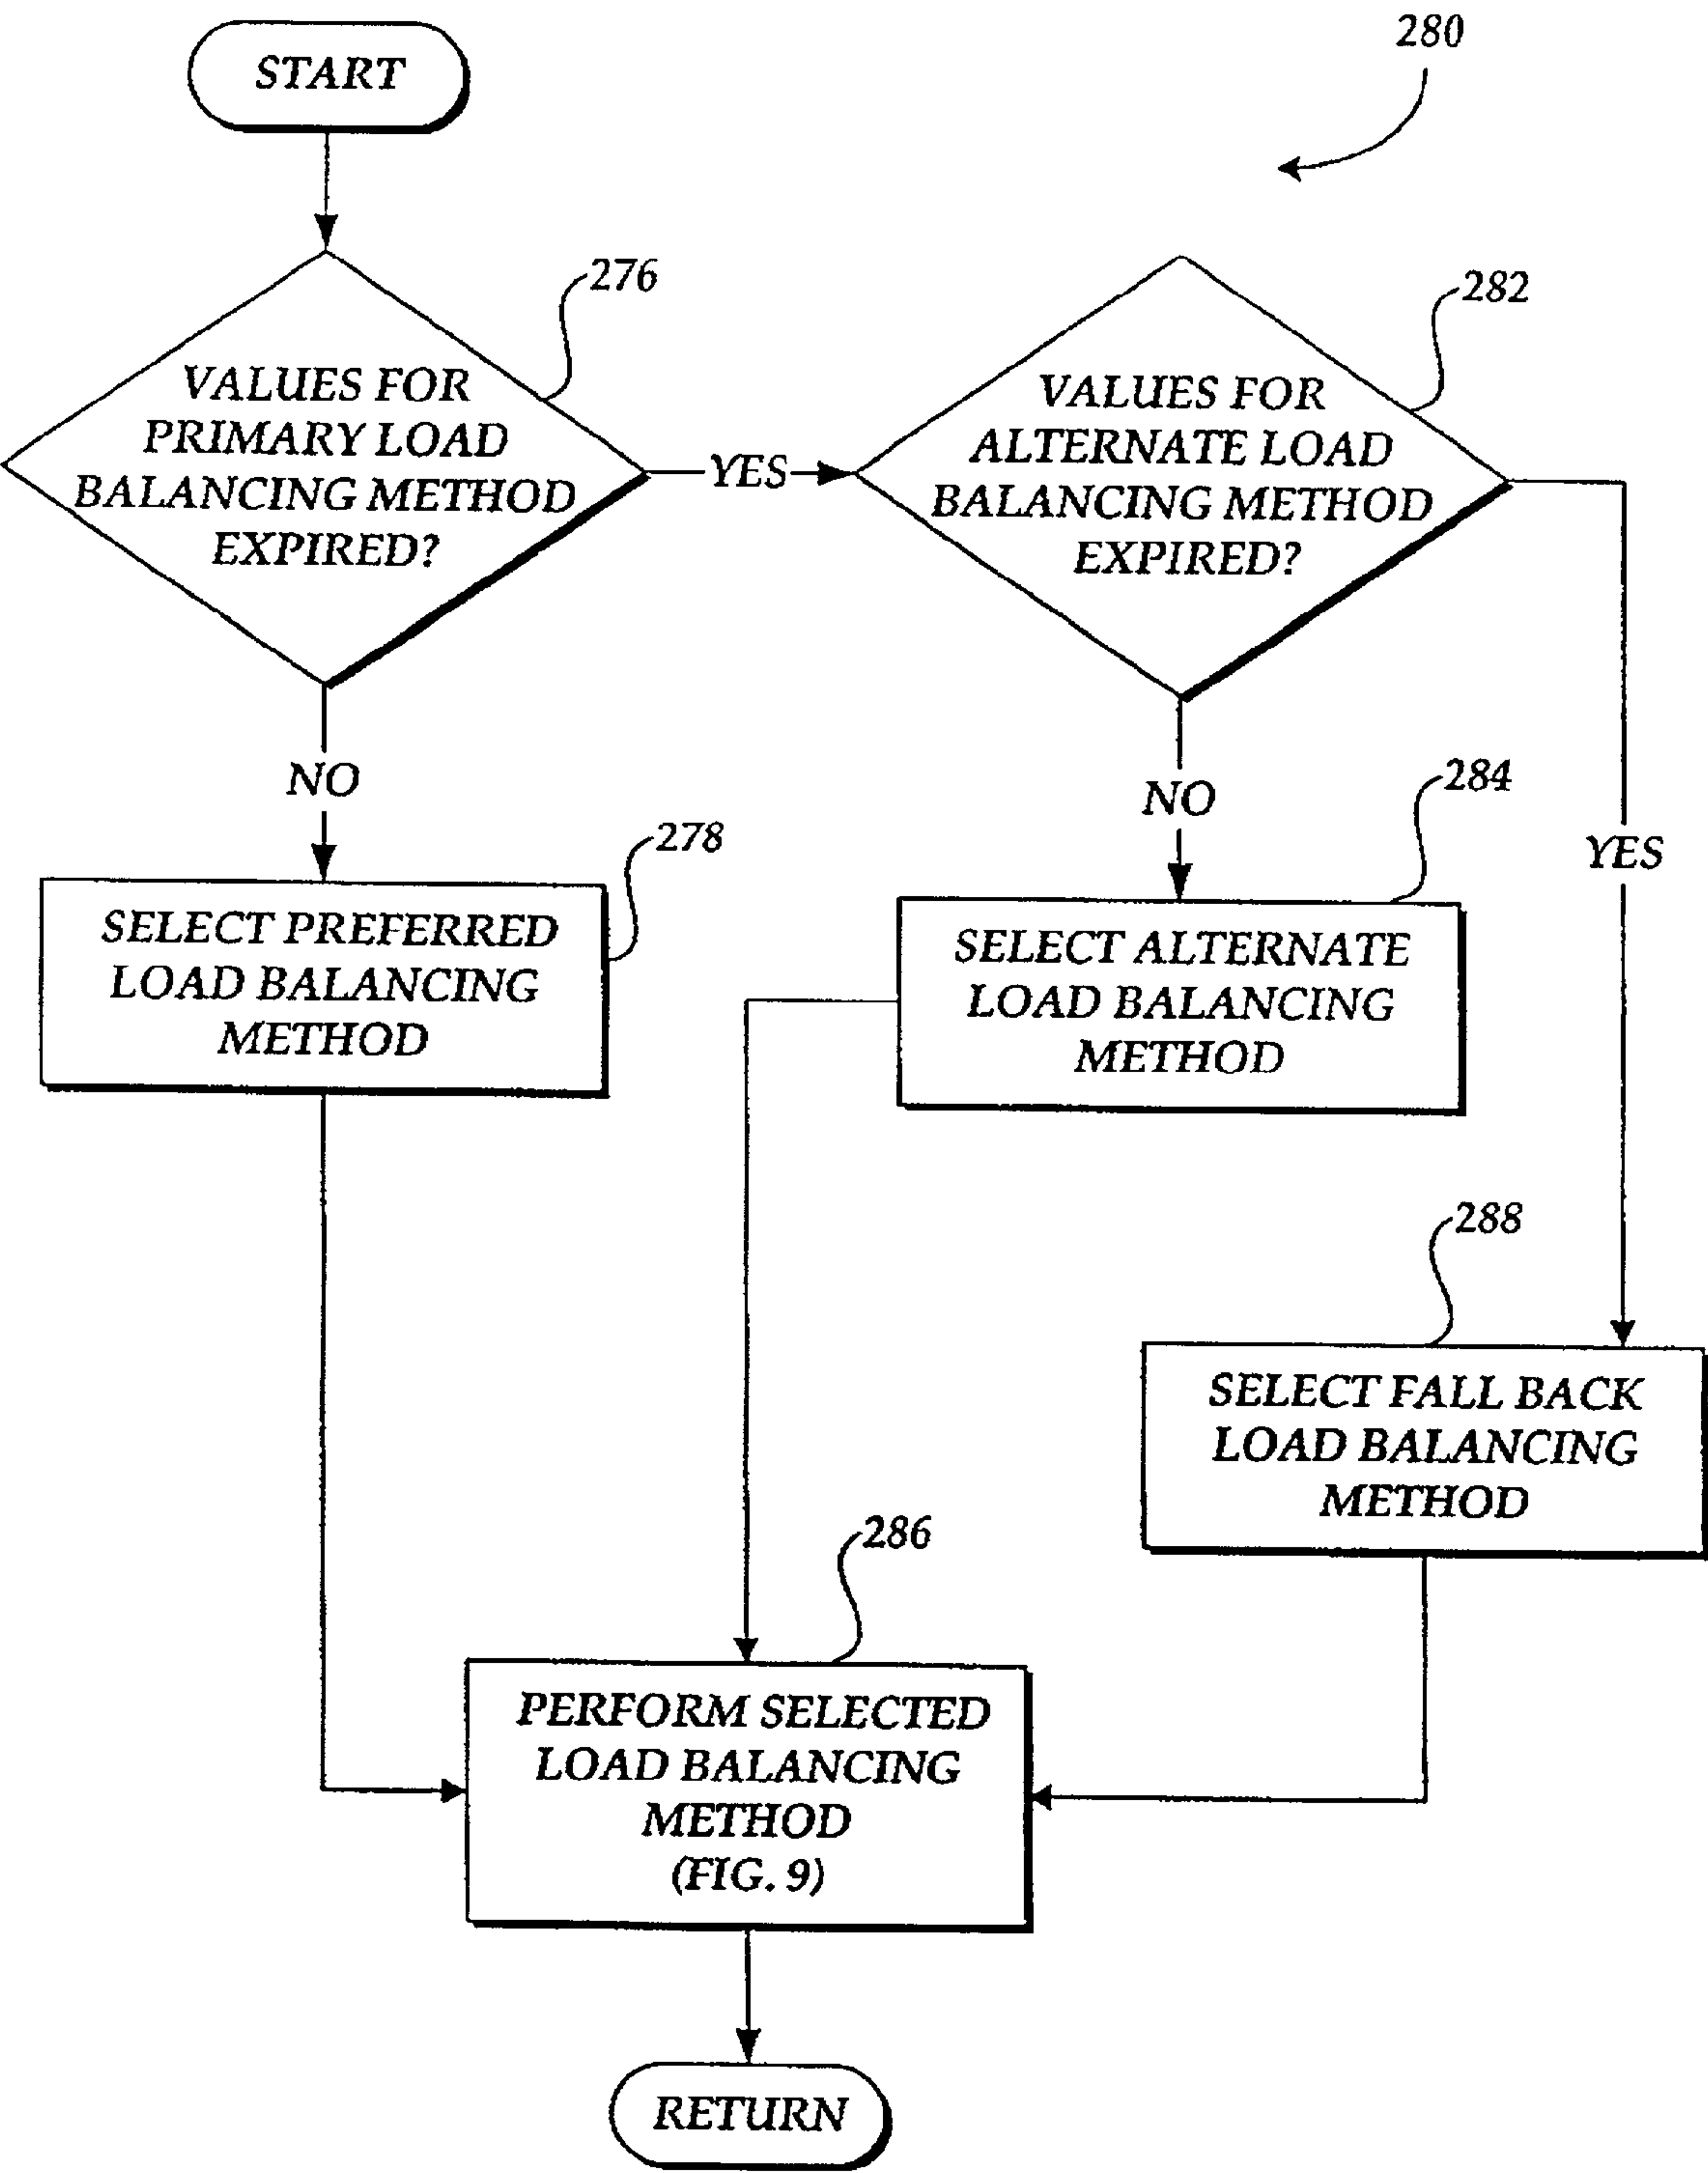 280
START
276
VALUES FOR
PRIMARY LOAD
BALANCING METHOD
EXPIRED?
YES
282
VALUES FOR
ALTERNATE LOAD
BALANCING METHOD
EXPIRED?
NO
278
SELECT PREFERRED
LOAD BALANCING
METHOD
NO
284
SELECT ALTERNATE
LOAD BALANCING
METHOD
YES
288
SELECT FALL BACK
LOAD BALANCING
METHOD
286
PERFORM SELECTED
LOAD BALANCING
METHOD
(FIG. 9)
RETURN